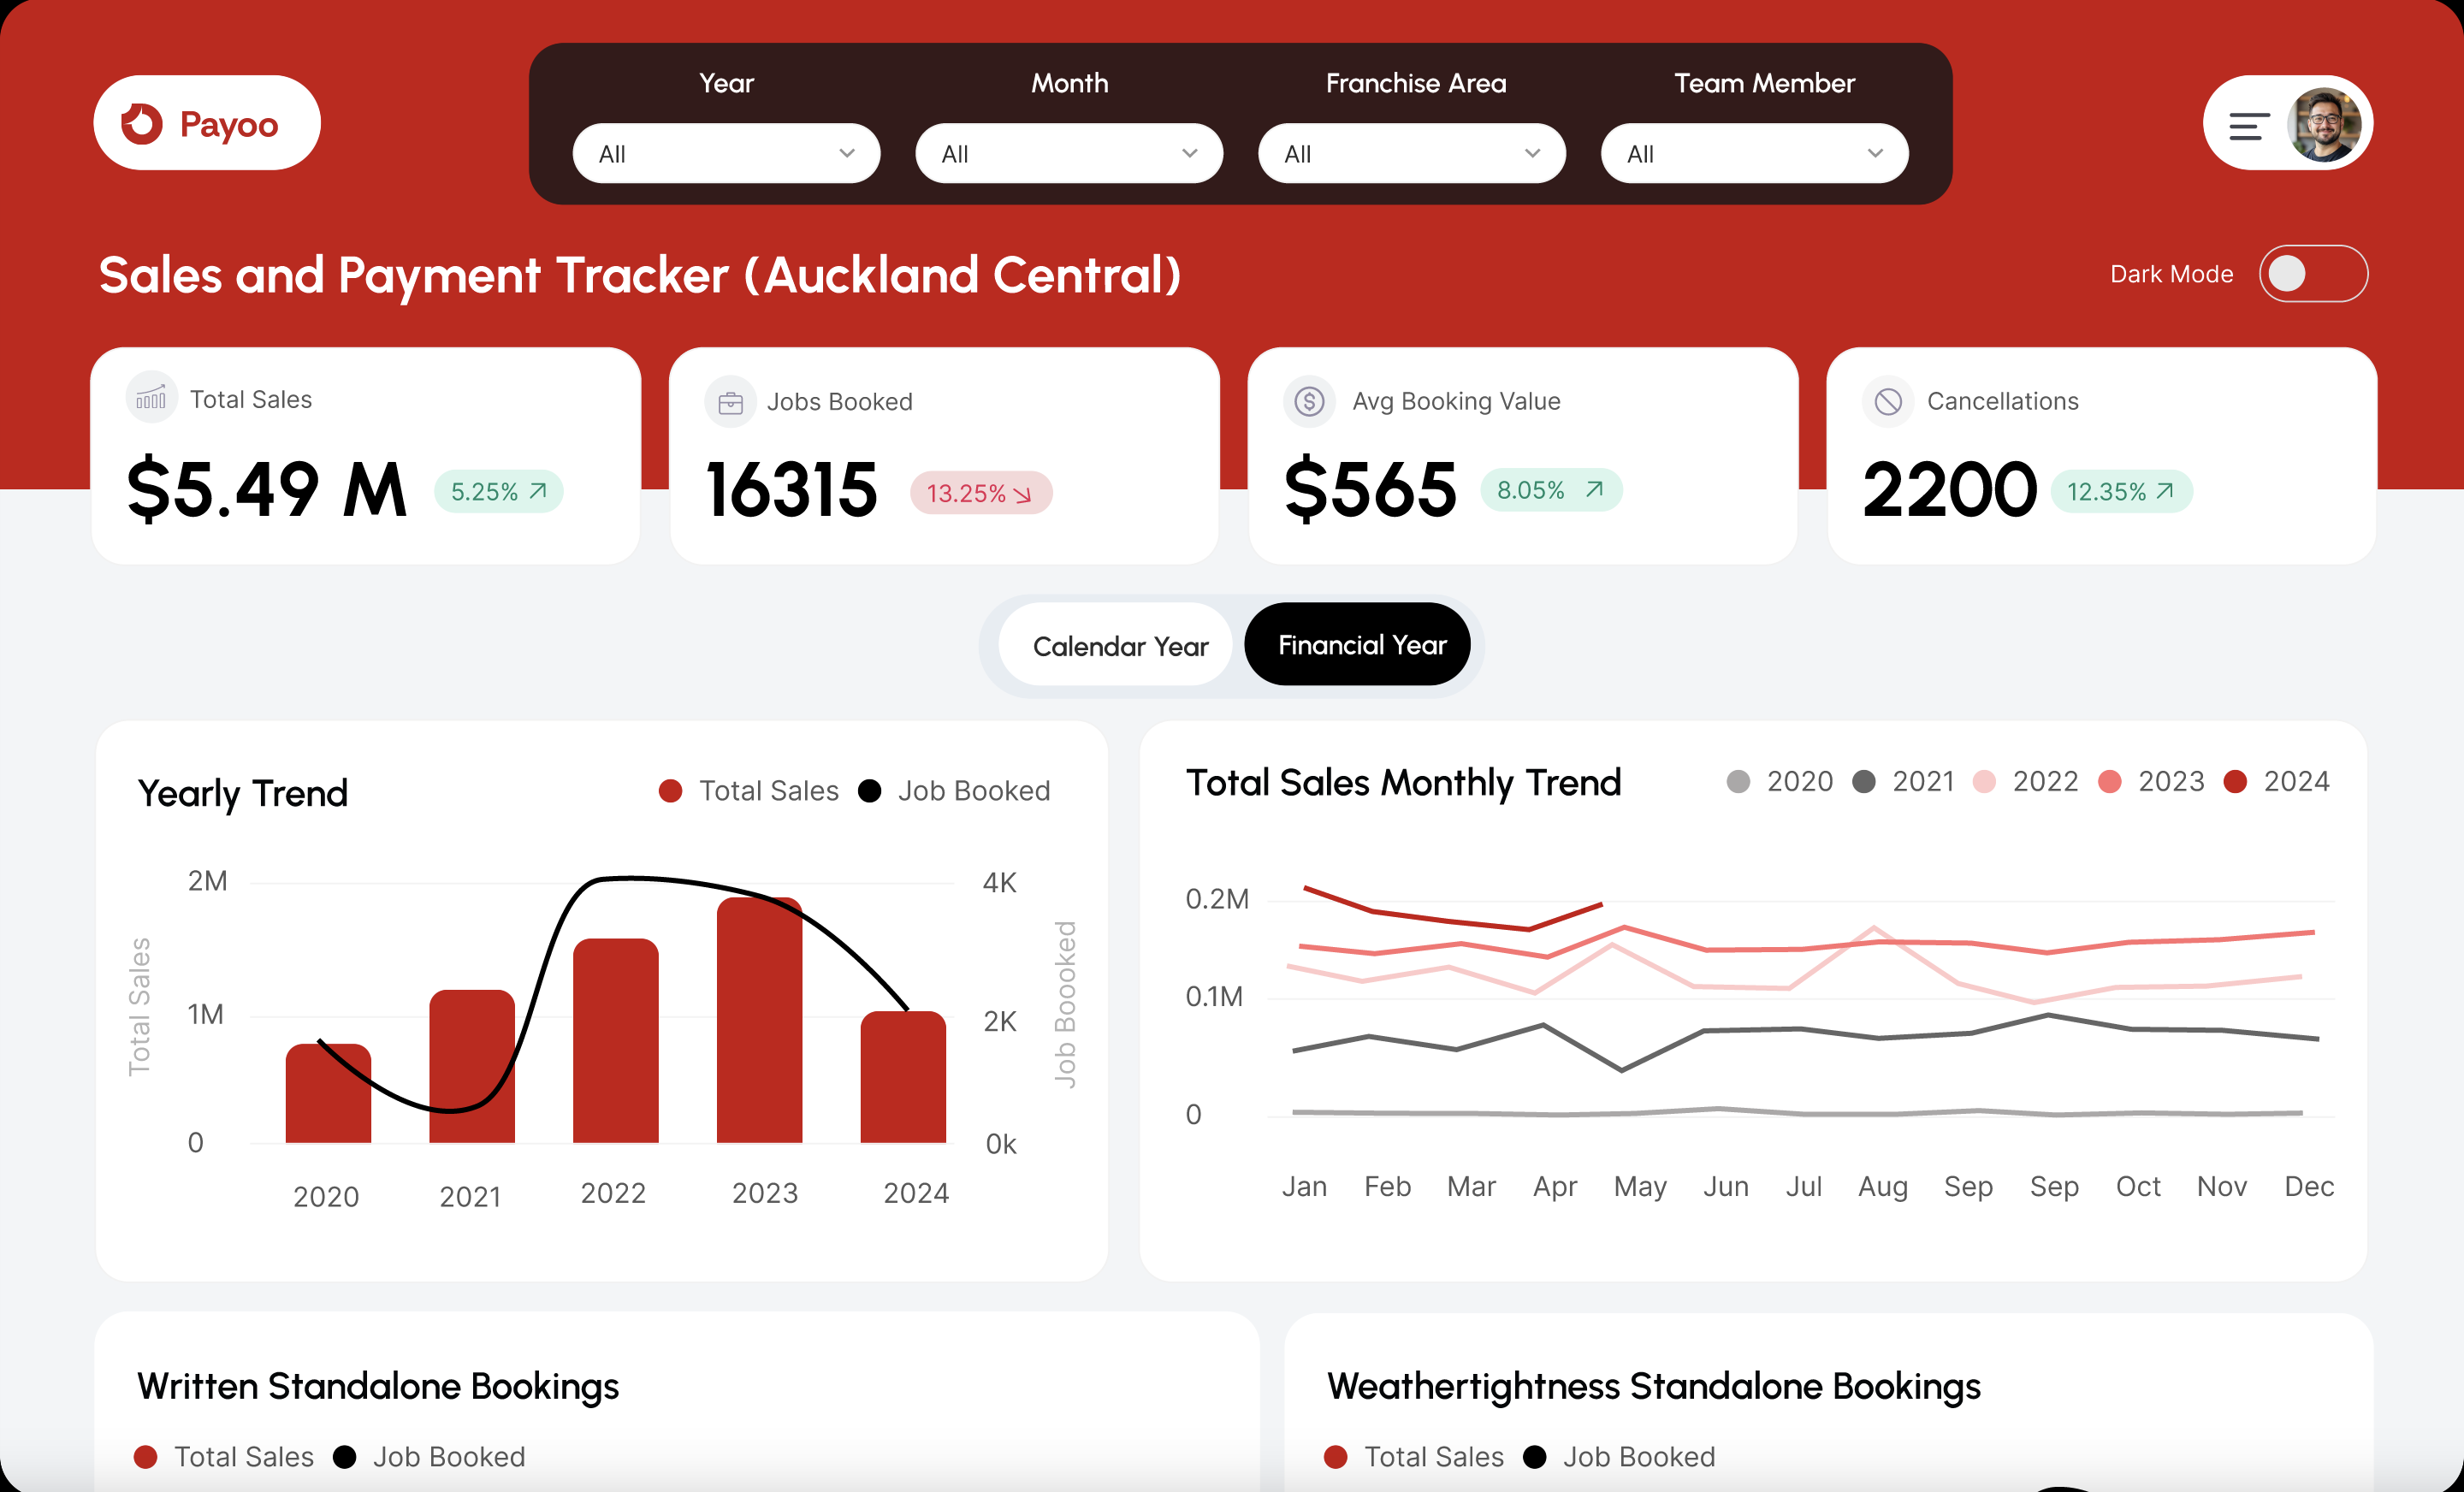 Payoo
Year
Month
Franchise Area
Team Member
All
All
All
All
Sales and Payment Tracker (Auckland Central)
Dark Mode
Total Sales
$5.49 M
5.25%
Jobs Booked
16315
13.25%
Avg Booking Value
$565
8.05%
Cancellations
2200
12.35%
Calendar Year
Financial Year
Yearly Trend
Total Sales
Job Booked
2M
1M
0
4K
2K
0k
Total Sales
Job Boooked
2020
2021
2022
2023
2024
Total Sales Monthly Trend
2020
2021
2022
2023
2024
0.2M
0.1M
0
Jan
Feb
Mar
Apr
May
Jun
Jul
Aug
Sep
Sep
Oct
Nov
Dec
Written Standalone Bookings
Total Sales
Job Booked
Weathertightness Standalone Bookings
Total Sales
Job Booked